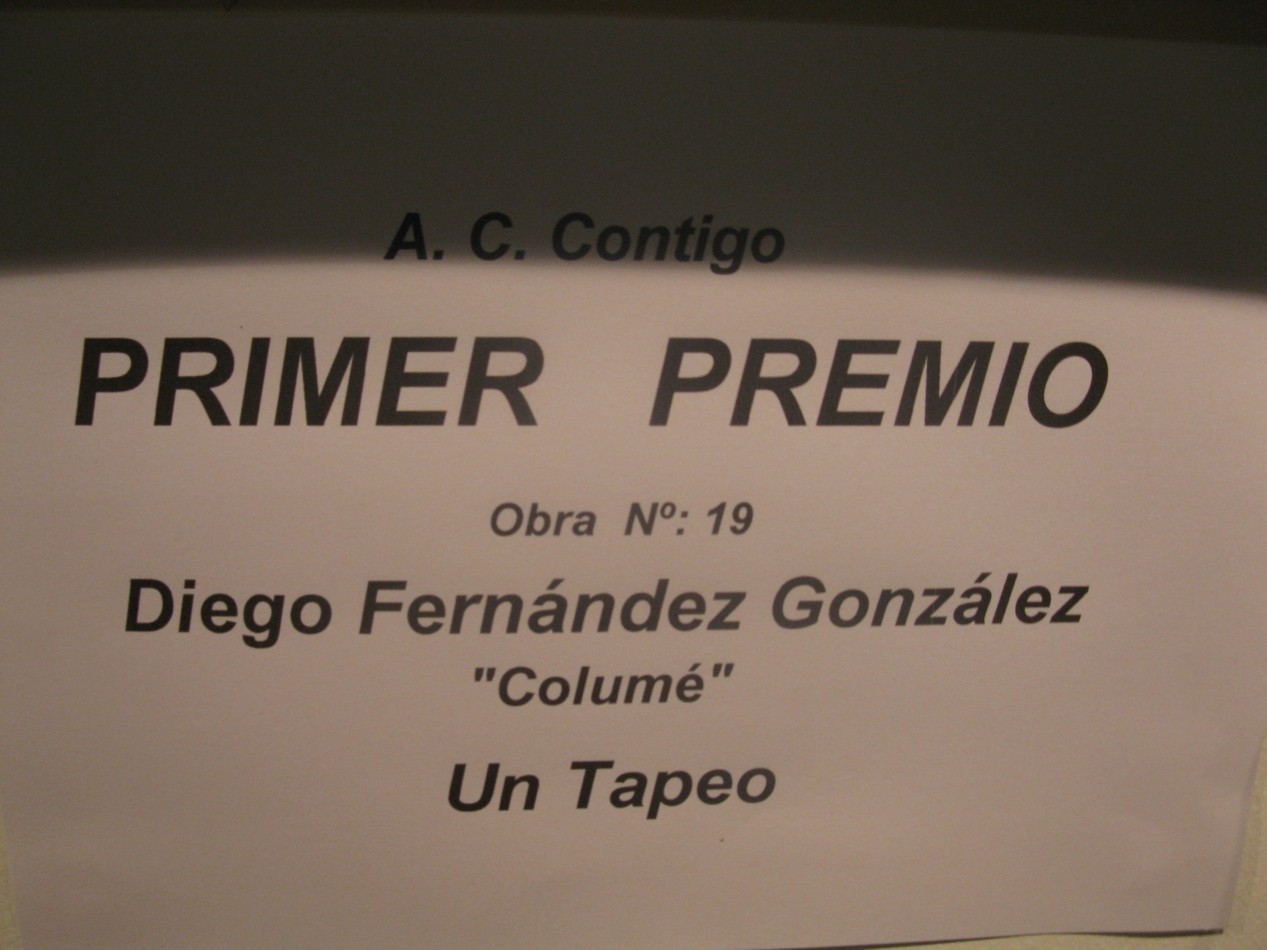 A. C. Contigo
PRIMER PREMIO
Obra Nº: 19
Diego Fernández González
"Columé"
Un Tapeo